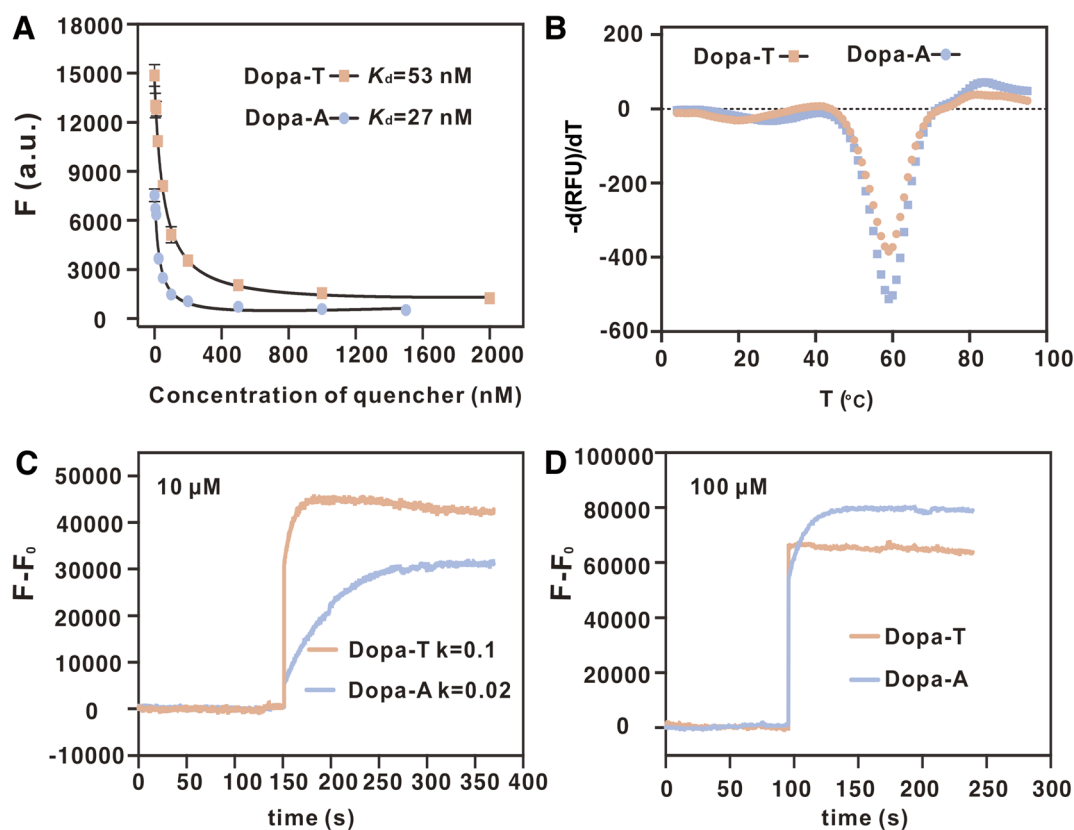 A
18000
15000
12000
9000
6000
3000
0
F (a.u.)
Dopa-T Kd=53 nM
Dopa-A Kd=27 nM
0 400 800 1200 1600 2000
Concentration of quencher (nM)
B
200
0
-200
-400
-600
-d(RFU)/dT
Dopa-T Dopa-A
0 20 40 60 80 100
T (°C)
C
50000
40000
30000
20000
10000
0
-10000
F-F0
10 μM
Dopa-T k=0.1
Dopa-A k=0.02
0 50 100 150 200 250 300 350 400
time (s)
D
100000
80000
60000
40000
20000
0
F-F0
100 μM
Dopa-T
Dopa-A
0 50 100 150 200 250 300
time (s)